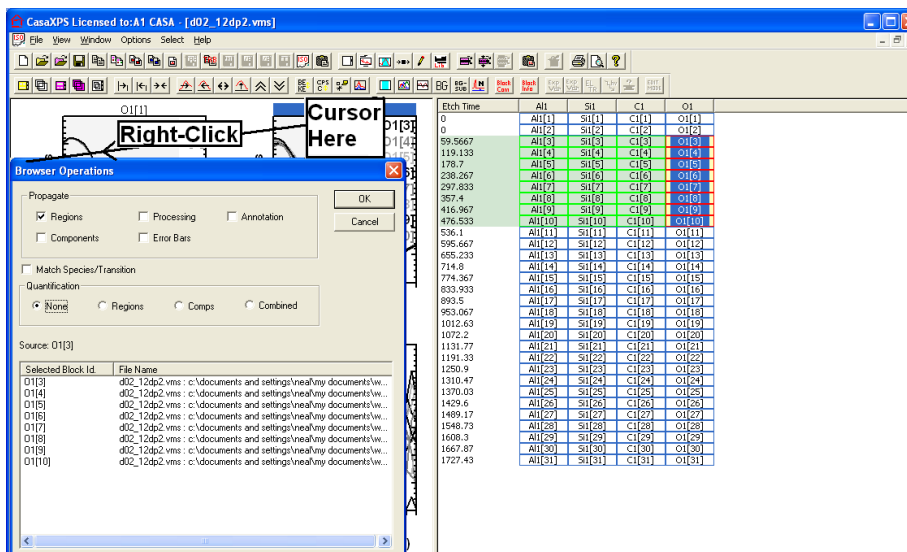 CasaXPS Licensed to:A1 CASA - [d02_12dp2.vms]
File View Window Options Select Help
O1[1]
Right-Click
Cursor
Here
O1[3]
O1[4]
Browser Operations
Propagate
Regions Processing Annotation
Components Error Bars
OK
Cancel
Match Species/Transition
Quantification
None Regions Comps Combined
Source: O1[3]
Selected Block Id. File Name
O1[3] d02_12dp2.vms : c:\documents and settings\neal\my documents\w...
O1[4] d02_12dp2.vms : c:\documents and settings\neal\my documents\w...
O1[5] d02_12dp2.vms : c:\documents and settings\neal\my documents\w...
O1[6] d02_12dp2.vms : c:\documents and settings\neal\my documents\w...
O1[7] d02_12dp2.vms : c:\documents and settings\neal\my documents\w...
O1[8] d02_12dp2.vms : c:\documents and settings\neal\my documents\w...
O1[9] d02_12dp2.vms : c:\documents and settings\neal\my documents\w...
O1[10] d02_12dp2.vms : c:\documents and settings\neal\my documents\w...
Etch Time Al1 Si1 C1 O1
0 Al1[1] Si1[1] C1[1] O1[1]
0 Al1[2] Si1[2] C1[2] O1[2]
59.5667 Al1[3] Si1[3] C1[3] O1[3]
119.133 Al1[4] Si1[4] C1[4] O1[4]
178.7 Al1[5] Si1[5] C1[5] O1[5]
238.267 Al1[6] Si1[6] C1[6] O1[6]
297.833 Al1[7] Si1[7] C1[7] O1[7]
357.4 Al1[8] Si1[8] C1[8] O1[8]
416.967 Al1[9] Si1[9] C1[9] O1[9]
476.533 Al1[10] Si1[10] C1[10] O1[10]
536.1 Al1[11] Si1[11] C1[11] O1[11]
595.667 Al1[12] Si1[12] C1[12] O1[12]
655.233 Al1[13] Si1[13] C1[13] O1[13]
714.8 Al1[14] Si1[14] C1[14] O1[14]
774.367 Al1[15] Si1[15] C1[15] O1[15]
833.933 Al1[16] Si1[16] C1[16] O1[16]
893.5 Al1[17] Si1[17] C1[17] O1[17]
953.067 Al1[18] Si1[18] C1[18] O1[18]
1012.63 Al1[19] Si1[19] C1[19] O1[19]
1072.2 Al1[20] Si1[20] C1[20] O1[20]
1131.77 Al1[21] Si1[21] C1[21] O1[21]
1191.33 Al1[22] Si1[22] C1[22] O1[22]
1250.9 Al1[23] Si1[23] C1[23] O1[23]
1310.47 Al1[24] Si1[24] C1[24] O1[24]
1370.03 Al1[25] Si1[25] C1[25] O1[25]
1429.6 Al1[26] Si1[26] C1[26] O1[26]
1489.17 Al1[27] Si1[27] C1[27] O1[27]
1548.73 Al1[28] Si1[28] C1[28] O1[28]
1608.3 Al1[29] Si1[29] C1[29] O1[29]
1667.87 Al1[30] Si1[30] C1[30] O1[30]
1727.43 Al1[31] Si1[31] C1[31] O1[31]